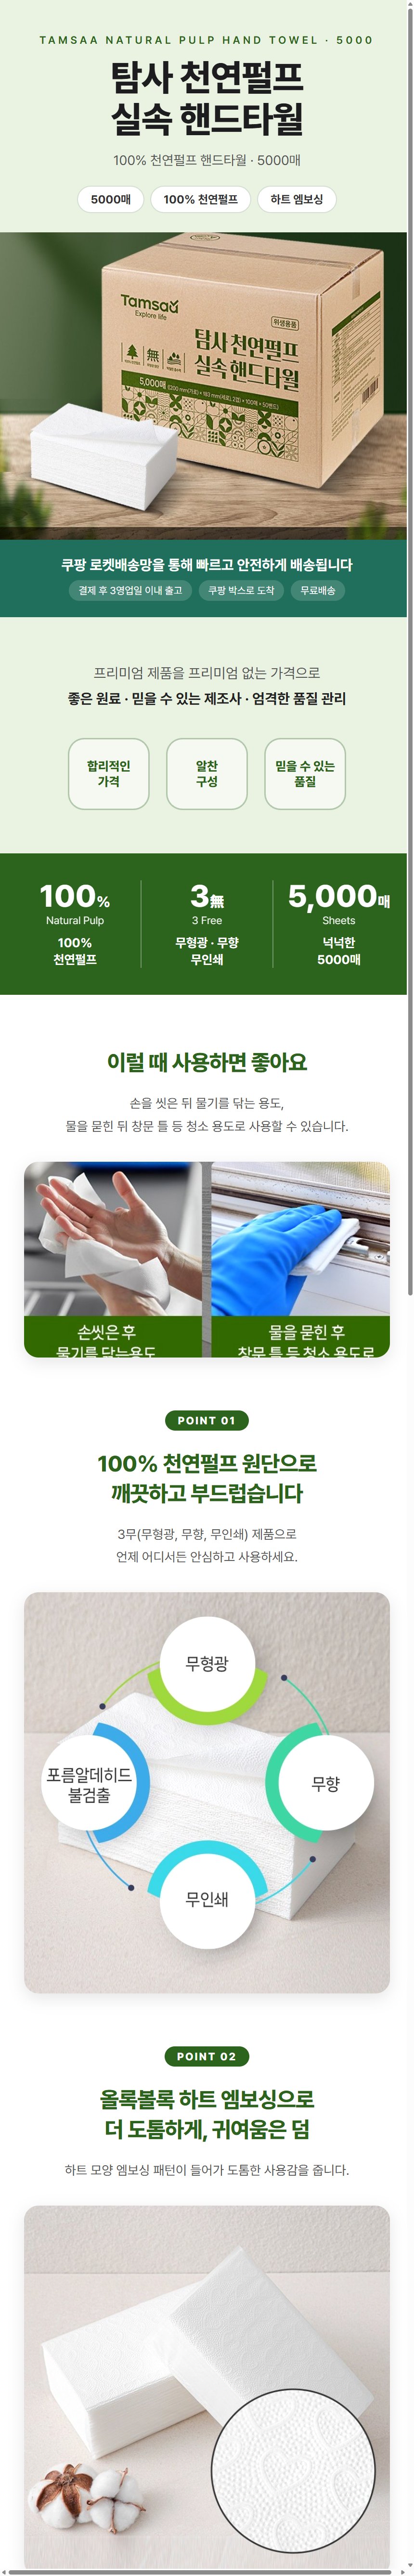 TAMSAA NATURAL PULP HAND TOWEL · 5000
탐사 천연펄프
실속 핸드타월
100% 천연펄프 핸드타월 · 5000매
5000매
100% 천연펄프
하트 엠보싱
Tamsaa
Explore life
위생용품
탐사 천연펄프
실속 핸드타월
無
5,000매
쿠팡 로켓배송망을 통해 빠르고 안전하게 배송됩니다
결제 후 3영업일 이내 출고
쿠팡 박스로 도착
무료배송
프리미엄 제품을 프리미엄 없는 가격으로
좋은 원료 · 믿을 수 있는 제조사 · 엄격한 품질 관리
합리적인
가격
알찬
구성
믿을 수 있는
품질
100%
Natural Pulp
100%
천연펄프
3無
3 Free
무형광 · 무향
무인쇄
5,000매
Sheets
넉넉한
5000매
이럴 때 사용하면 좋아요
손을 씻은 뒤 물기를 닦는 용도,
물을 묻힌 뒤 창문 틀 등 청소 용도로 사용할 수 있습니다.
손씻은 후
물기를 닦는용도
물을 묻힌 후
창문 틀 등 청소 용도로
POINT 01
100% 천연펄프 원단으로
깨끗하고 부드럽습니다
3무(무형광, 무향, 무인쇄) 제품으로
언제 어디서든 안심하고 사용하세요.
무형광
포름알데히드
불검출
무향
무인쇄
POINT 02
올록볼록 하트 엠보싱으로
더 도톰하게, 귀여움은 덤
하트 모양 엠보싱 패턴이 들어가 도톰한 사용감을 줍니다.